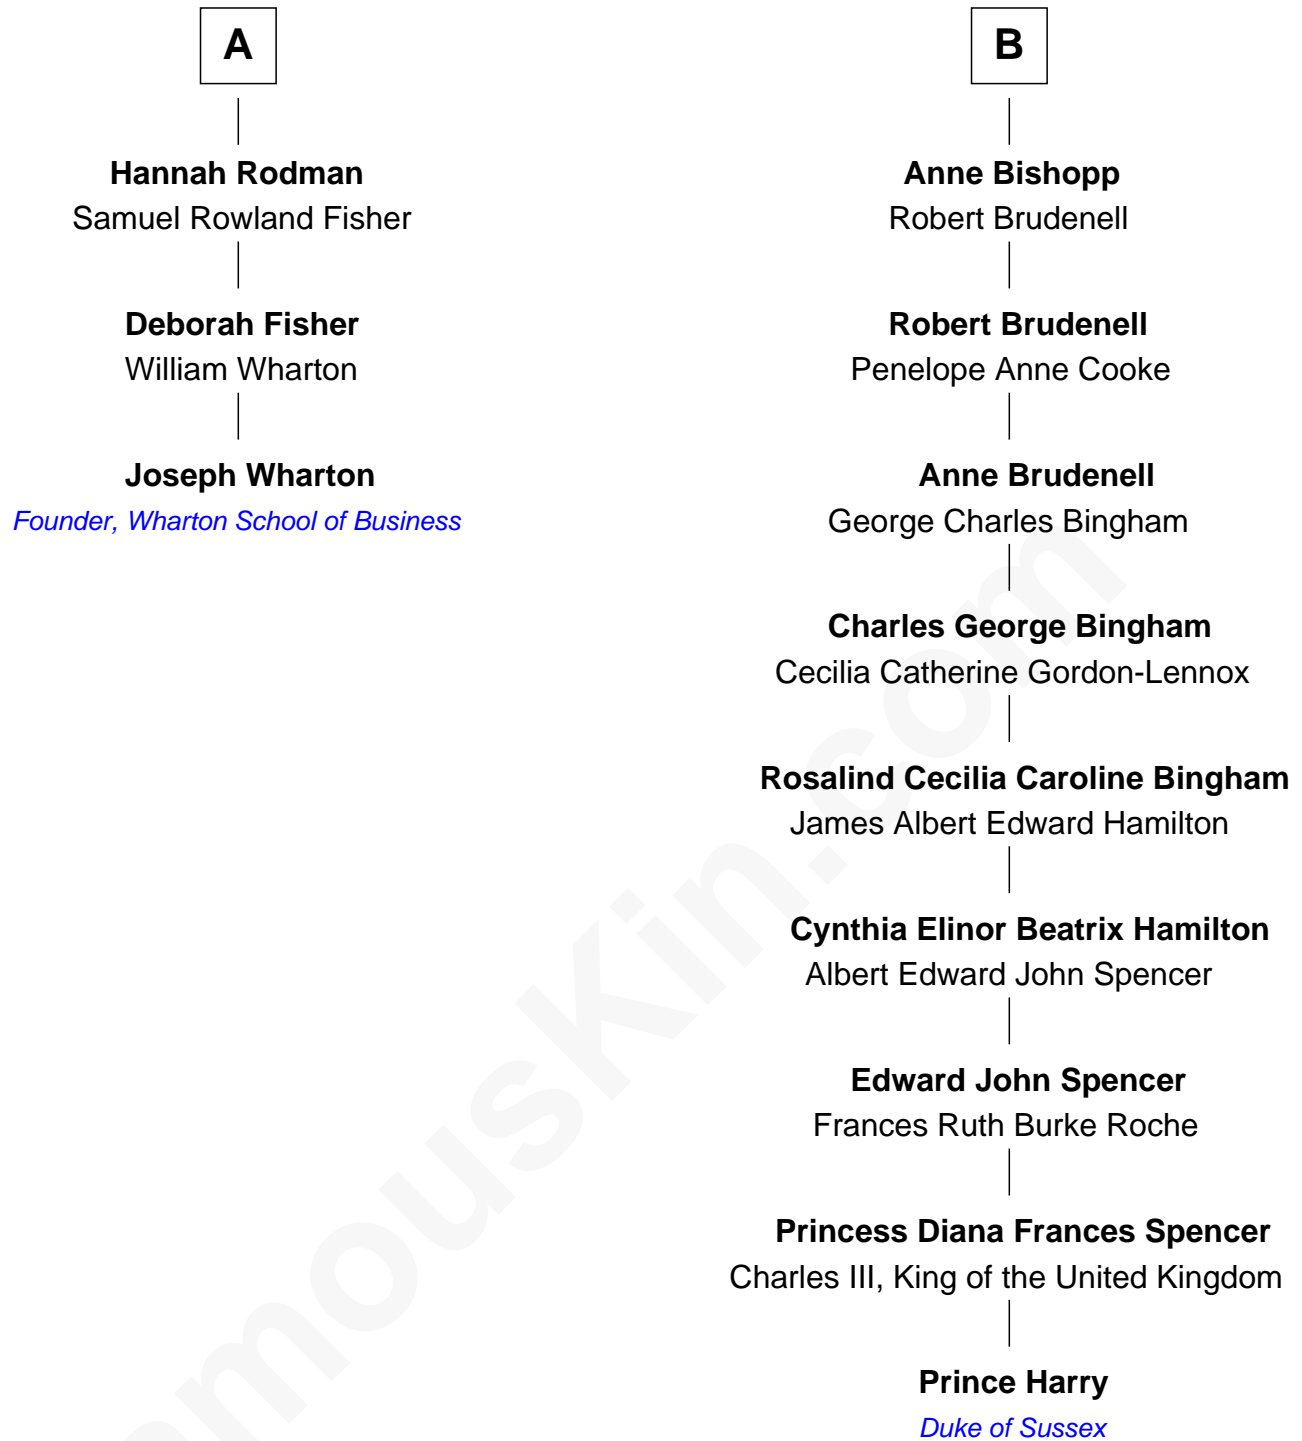 A
Hannah Rodman
Samuel Rowland Fisher
Deborah Fisher
William Wharton
Joseph Wharton
Founder, Wharton School of Business
B
Anne Bishopp
Robert Brudenell
Robert Brudenell
Penelope Anne Cooke
Anne Brudenell
George Charles Bingham
Charles George Bingham
Cecilia Catherine Gordon-Lennox
Rosalind Cecilia Caroline Bingham
James Albert Edward Hamilton
Cynthia Elinor Beatrix Hamilton
Albert Edward John Spencer
Edward John Spencer
Frances Ruth Burke Roche
Princess Diana Frances Spencer
Charles III, King of the United Kingdom
Prince Harry
Duke of Sussex
mouskin.com